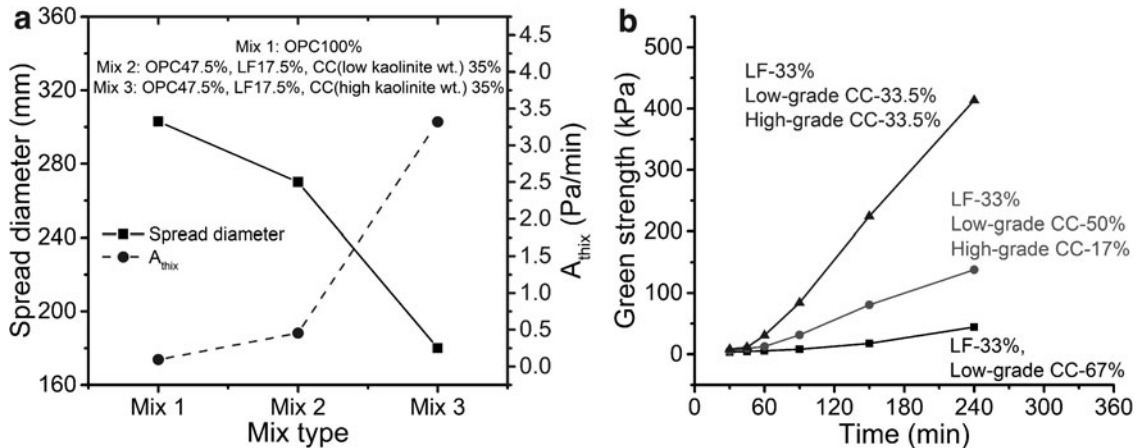 a
360
320
280
240
200
160
Spread diameter (mm)
Mix 1: OPC100%
Mix 2: OPC47.5%, LF17.5%, CC(low kaolinite wt.) 35%
Mix 3: OPC47.5%, LF17.5%, CC(high kaolinite wt.) 35%
Spread diameter
A_thix
Mix 1
Mix 2
Mix 3
Mix type
4.5
4.0
3.5
3.0
2.5
2.0
1.5
1.0
0.5
0.0
A_thix (Pa/min)
b
500
400
300
200
100
0
Green strength (kPa)
LF-33%
Low-grade CC-33.5%
High-grade CC-33.5%
LF-33%
Low-grade CC-50%
High-grade CC-17%
LF-33%,
Low-grade CC-67%
0
60
120
180
240
300
360
Time (min)